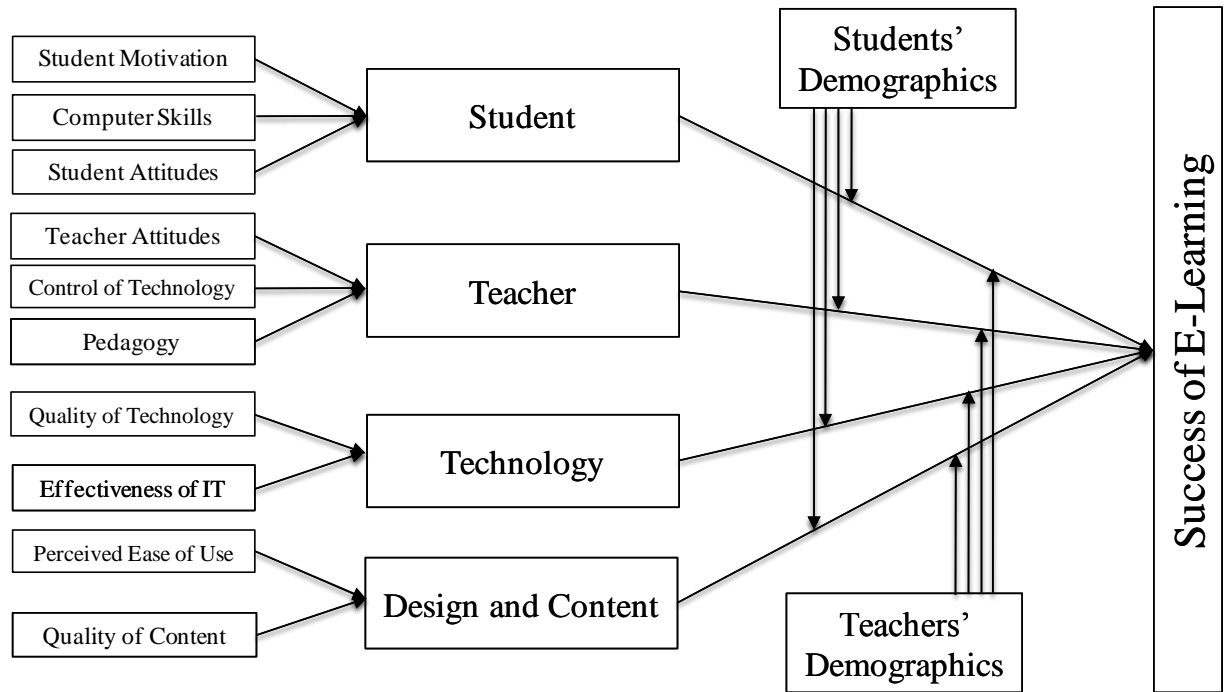 Student Motivation
Computer Skills
Student Attitudes
Teacher Attitudes
Control of Technology
Pedagogy
Quality of Technology
Effectiveness of IT
Perceived Ease of Use
Quality of Content
Student
Teacher
Technology
Design and Content
Students’
Demographics
Teachers’
Demographics
Success of E-Learning